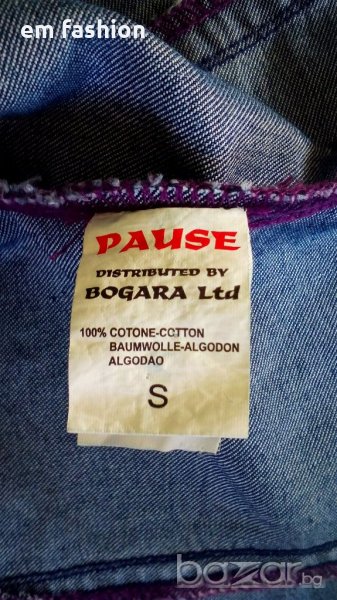 em fashion
PAUSE
DISTRIBUTED BY
BOGARA Ltd
100% COTONE-COTTON
BAUMWOLLE-ALGODON
ALGODAO
S
bazar.bg